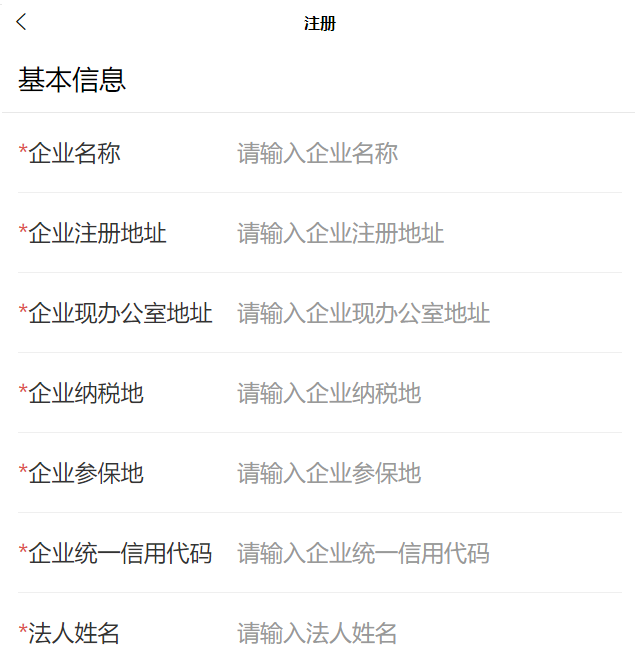 注册
基本信息
*企业名称 请输入企业名称
*企业注册地址 请输入企业注册地址
*企业现办公室地址 请输入企业现办公室地址
*企业纳税地 请输入企业纳税地
*企业参保地 请输入企业参保地
*企业统一信用代码 请输入企业统一信用代码
*法人姓名 请输入法人姓名